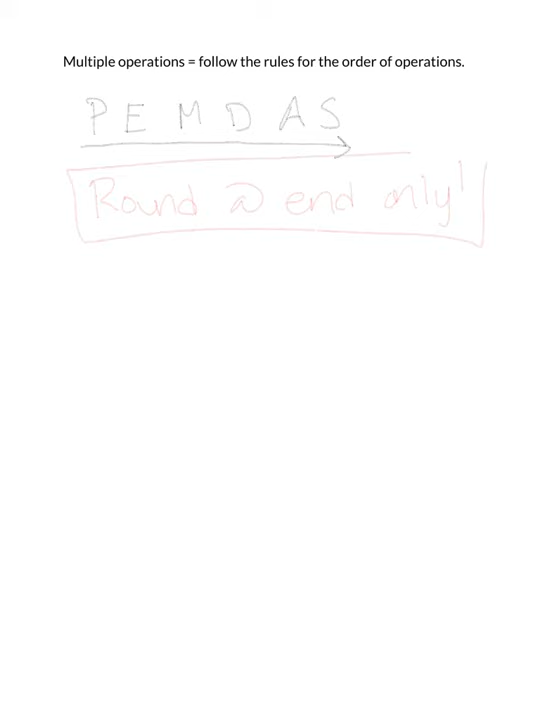 Multiple operations = follow the rules for the order of operations.
P E M D A S
Round @ end only!